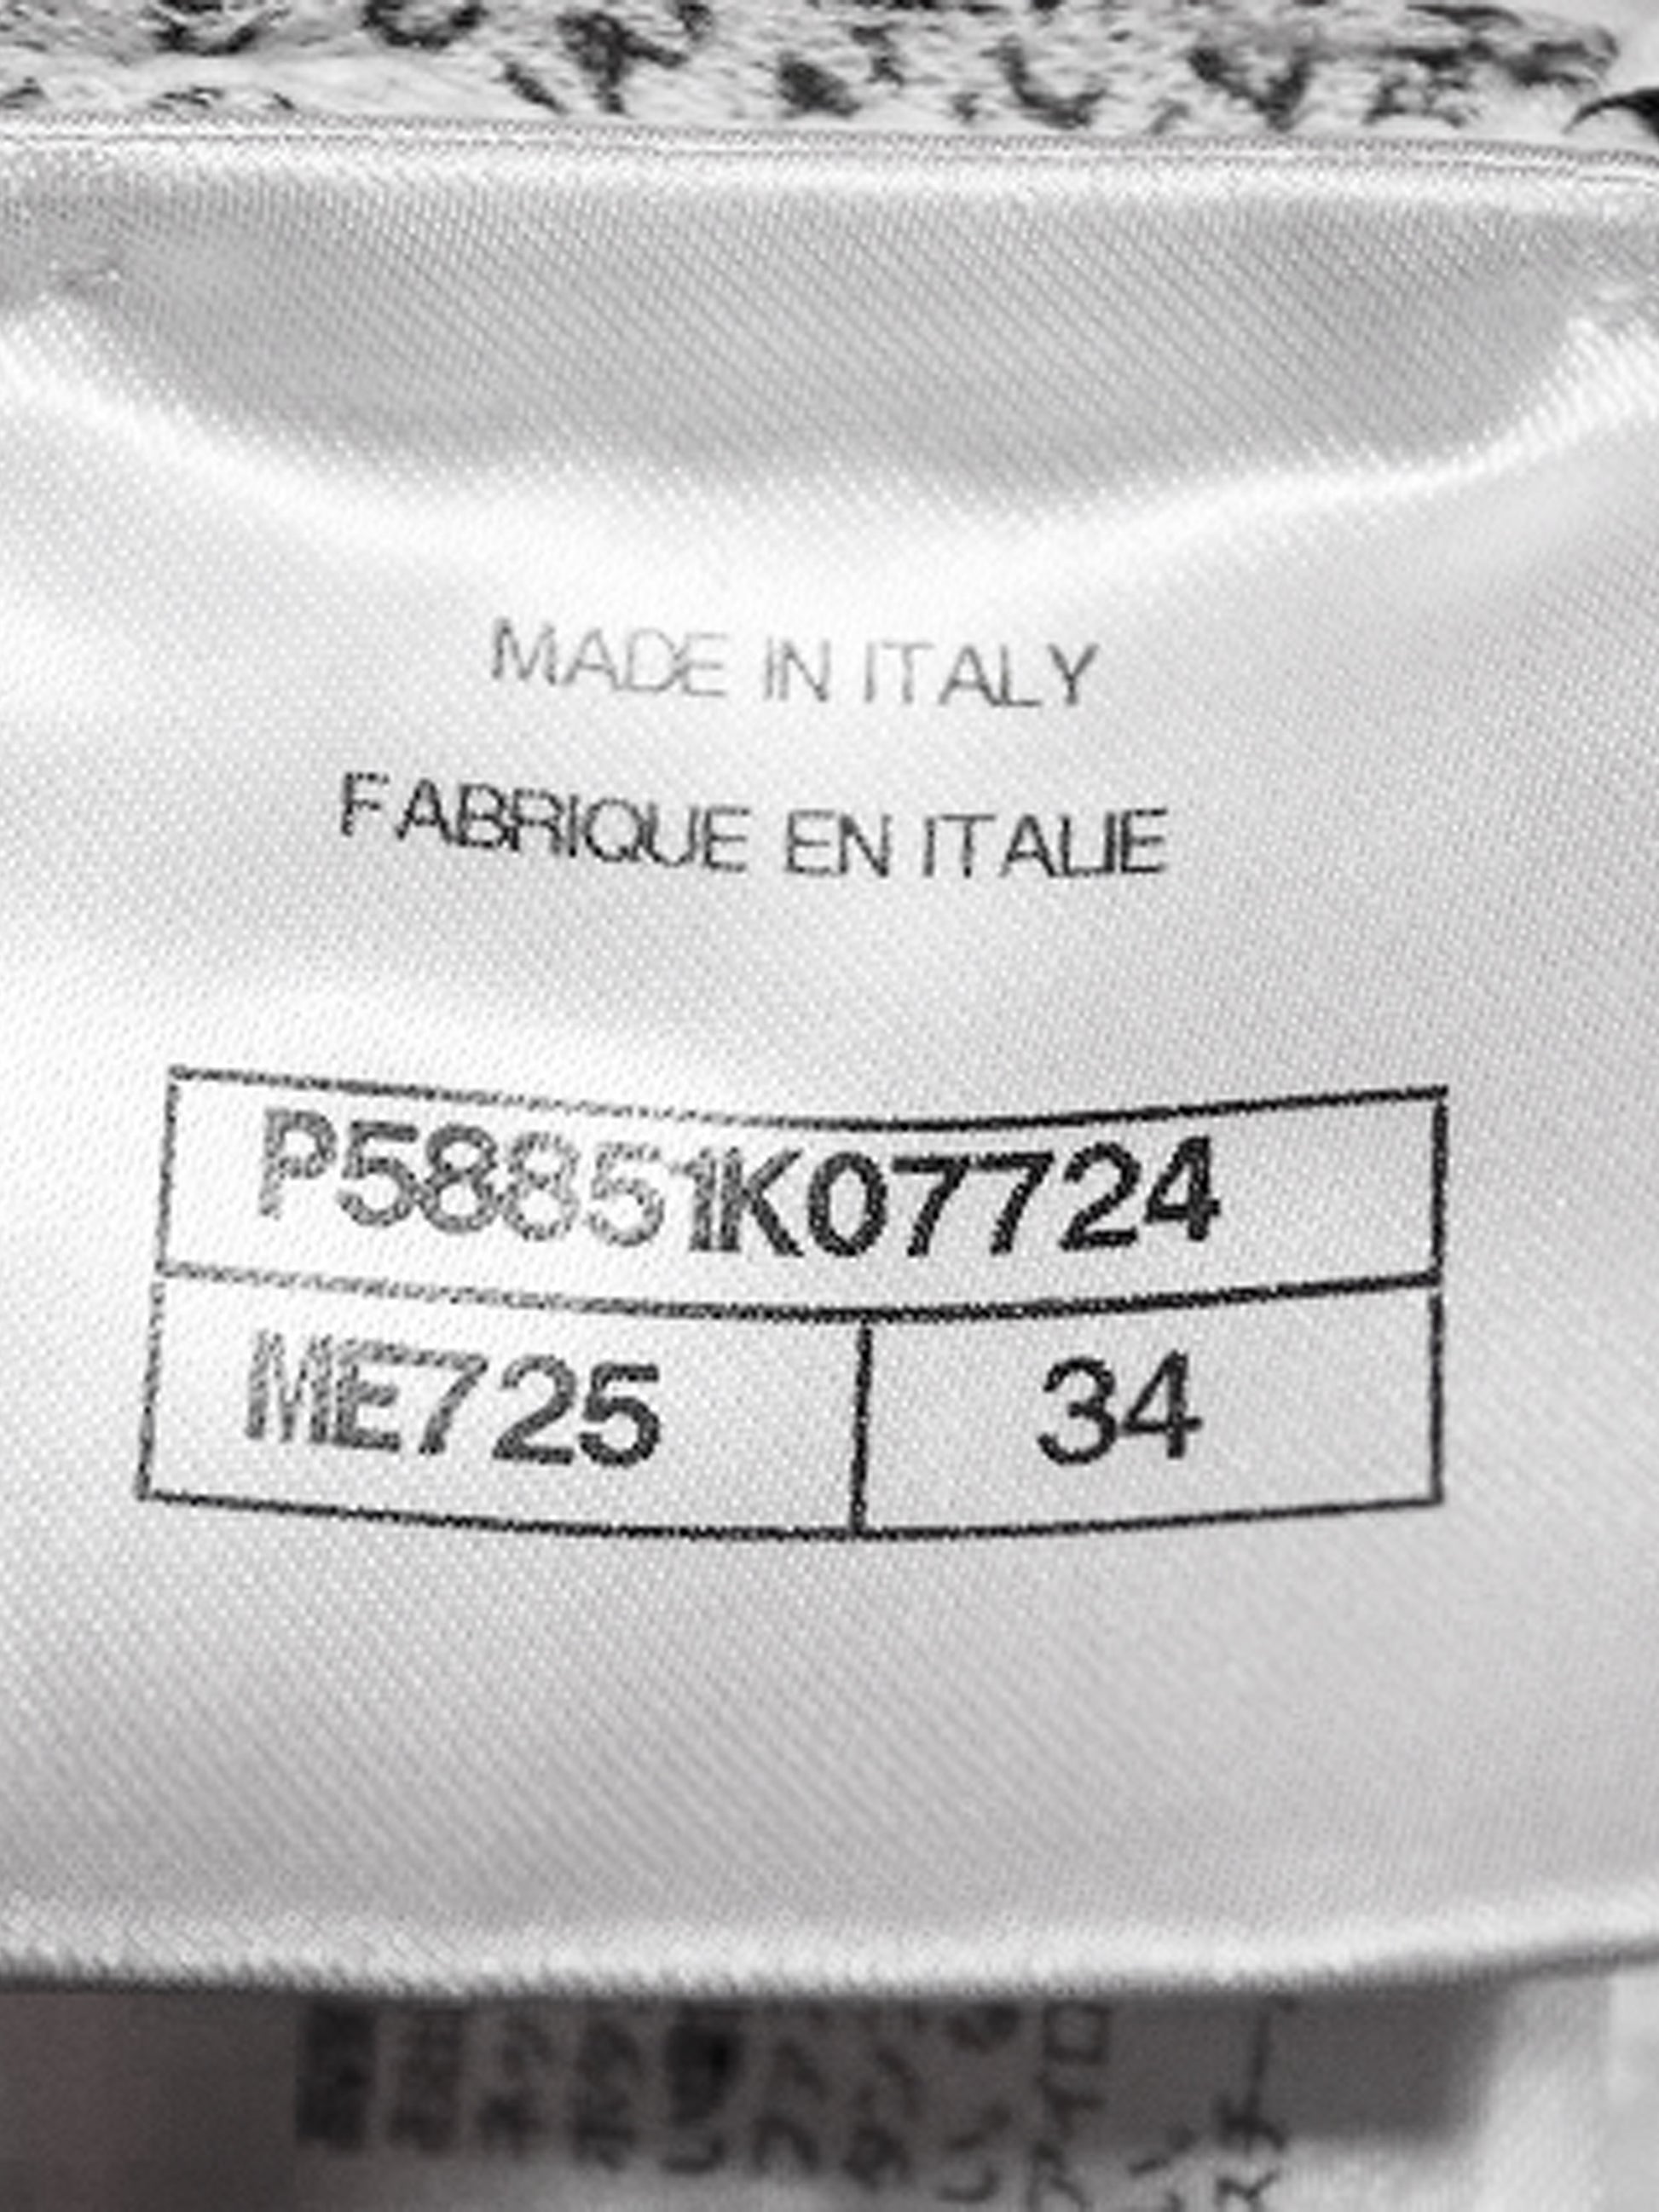 MADE IN ITALY
FABRIQUE EN ITALIE
P58851K07724
ME725 34